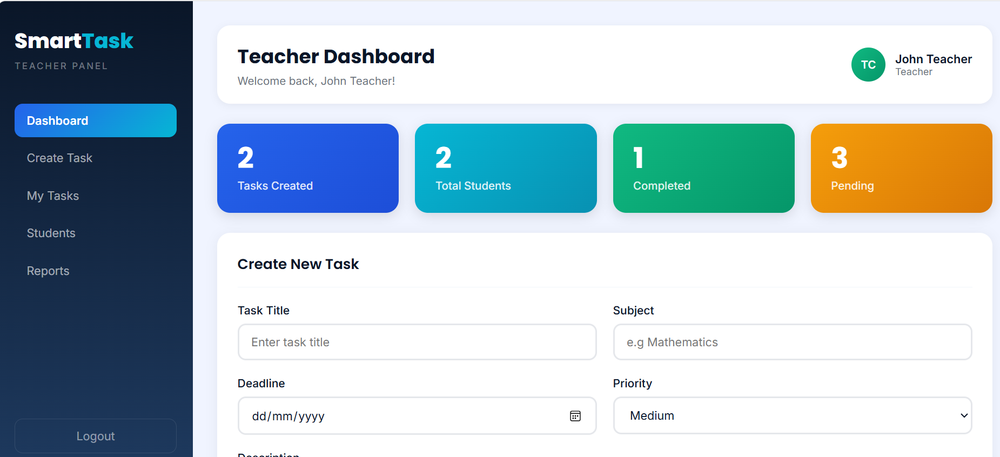 SmartTask
TEACHER PANEL
Dashboard
Create Task
My Tasks
Students
Reports
Logout
Teacher Dashboard
Welcome back, John Teacher!
TC
John Teacher
Teacher
2
Tasks Created
2
Total Students
1
Completed
3
Pending
Create New Task
Task Title
Enter task title
Subject
e.g Mathematics
Deadline
dd/mm/yyyy
Priority
Medium
Description